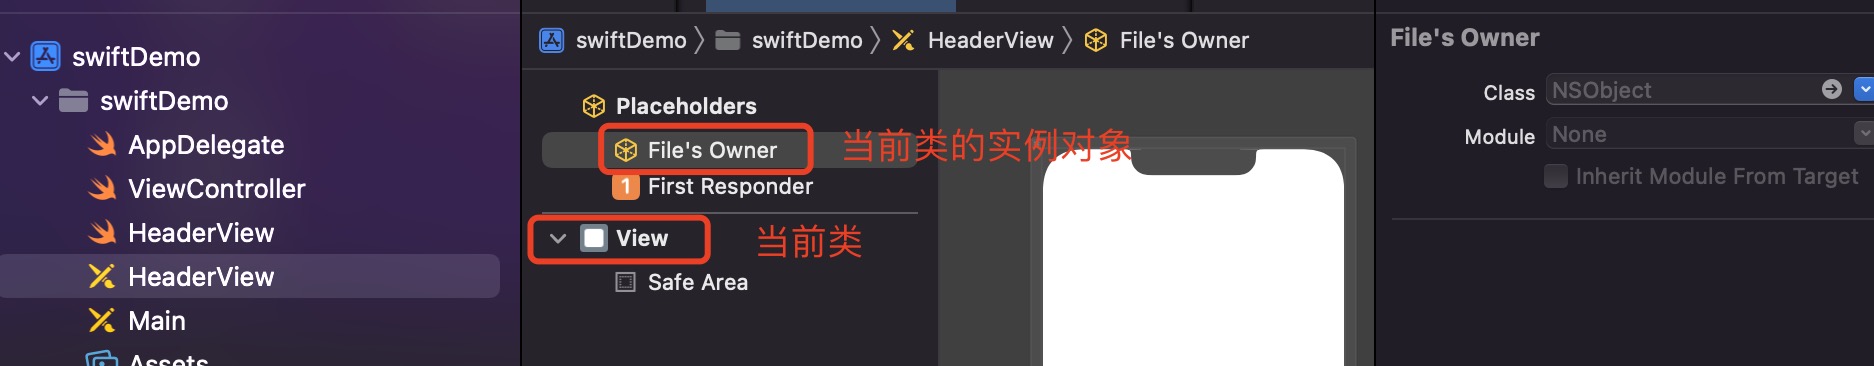 swiftDemo
swiftDemo
AppDelegate
ViewController
HeaderView
HeaderView
Main
Assets
swiftDemo 〉 swiftDemo 〉 HeaderView 〉 File's Owner
Placeholders
File's Owner 当前类的实例对象
1 First Responder
View 当前类
Safe Area
File's Owner
Class NSObject
Module None
Inherit Module From Target